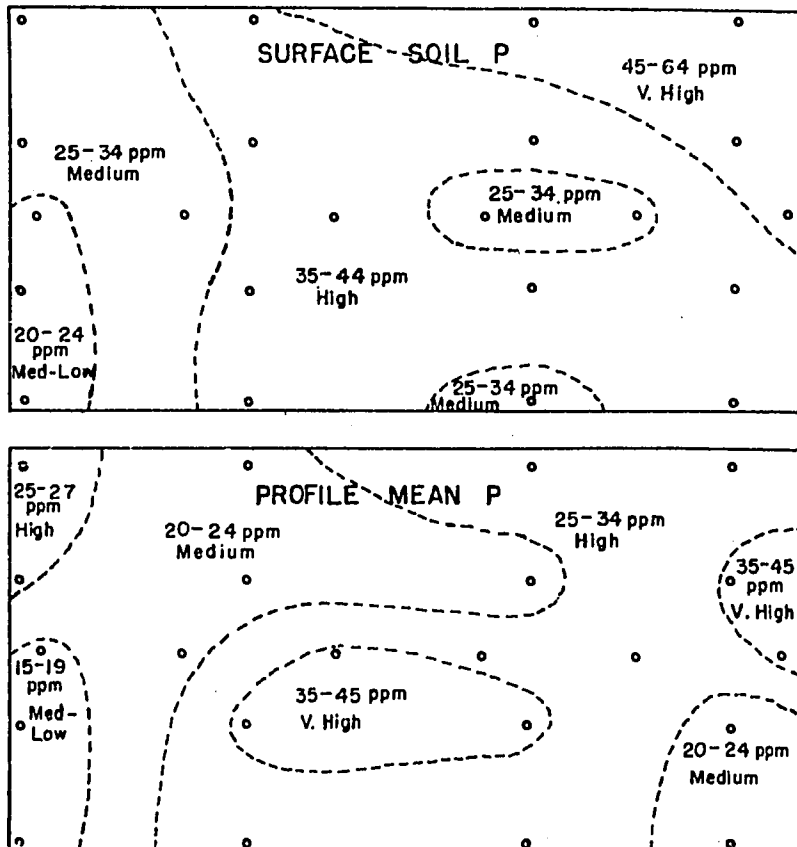 SURFACE SOIL P
45-64 ppm
V. High
25-34 ppm
Medium
25-34 ppm
Medium
35-44 ppm
High
20-24
ppm
Med-Low
25-34 ppm
Medium
PROFILE MEAN P
25-27
ppm
High
20-24 ppm
Medium
25-34 ppm
High
35-45
ppm
V. High
15-19
ppm
Med-
Low
35-45 ppm
V. High
20-24 ppm
Medium